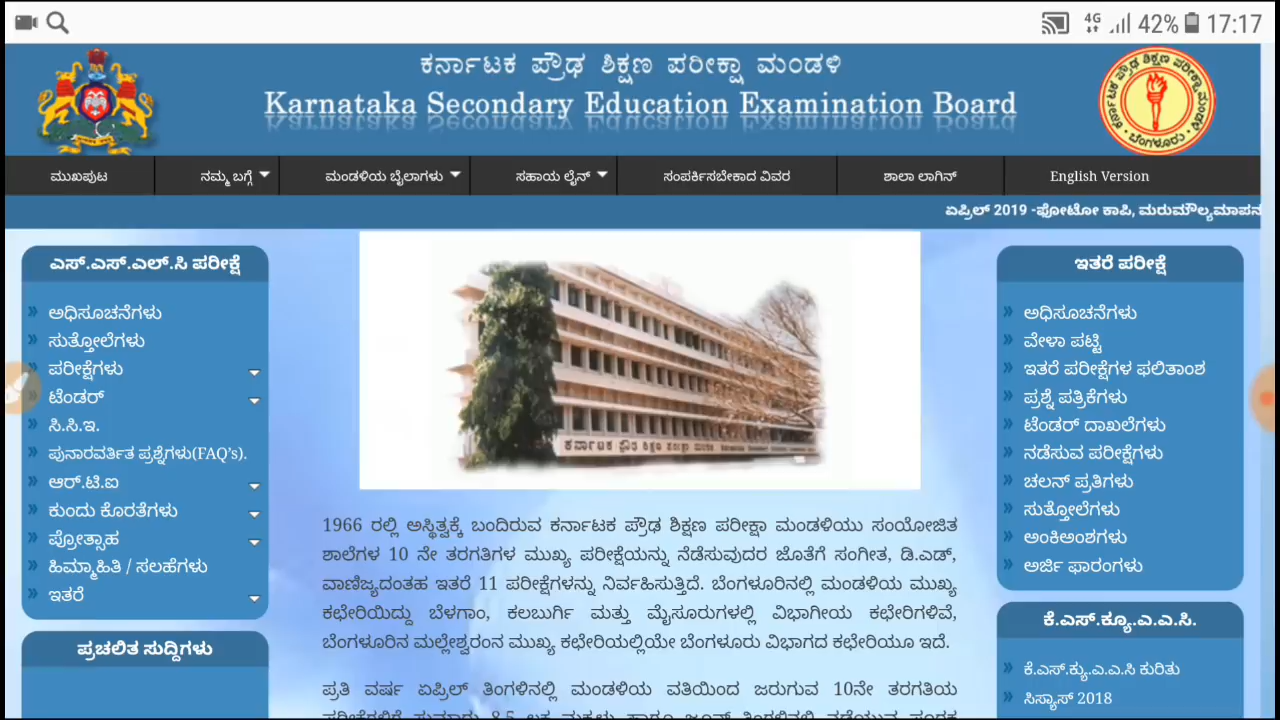 4G 42% 17:17
ಕರ್ನಾಟಕ ಪ್ರೌಢ ಶಿಕ್ಷಣ ಪರೀಕ್ಷಾ ಮಂಡಳಿ
Karnataka Secondary Education Examination Board
ಮುಖಪುಟ ನಮ್ಮ ಬಗ್ಗೆ ಮಂಡಳಿಯ ಬೈಲಾಗಳು ಸಹಾಯ ಲೈನ್ ಸಂಪರ್ಕಿಸಬೇಕಾದ ವಿವರ ಶಾಲಾ ಲಾಗಿನ್ English Version
ಏಪ್ರಿಲ್ 2019 -ಫೋಟೋ ಕಾಪಿ, ಮರುಮೌಲ್ಯಮಾಪನ
ಎಸ್.ಎಸ್.ಎಲ್.ಸಿ ಪರೀಕ್ಷೆ
ಅಧಿಸೂಚನೆಗಳು
ಸುತ್ತೋಲೆಗಳು
ಪರೀಕ್ಷೆಗಳು
ಟೆಂಡರ್
ಸಿ.ಸಿ.ಇ.
ಪುನಾರವರ್ತಿತ ಪ್ರಶ್ನೆಗಳು(FAQ's).
ಆರ್.ಟಿ.ಐ
ಕುಂದು ಕೊರತೆಗಳು
ಪ್ರೋತ್ಸಾಹ
ಹಿಮ್ಮಾಹಿತಿ / ಸಲಹೆಗಳು
ಇತರೆ
ಪ್ರಚಲಿತ ಸುದ್ದಿಗಳು
ಕರ್ನಾಟಕ ಪ್ರೌಢ ಶಿಕ್ಷಣ ಪರೀಕ್ಷಾ ಮಂಡಳಿ
1966 ರಲ್ಲಿ ಅಸ್ಥಿತ್ವಕ್ಕೆ ಬಂದಿರುವ ಕರ್ನಾಟಕ ಪ್ರೌಢ ಶಿಕ್ಷಣ ಪರೀಕ್ಷಾ ಮಂಡಳಿಯು ಸಂಯೋಜಿತ
ಶಾಲೆಗಳ 10 ನೇ ತರಗತಿಗಳ ಮುಖ್ಯ ಪರೀಕ್ಷೆಯನ್ನು ನೆಡೆಸುವುದರ ಜೊತೆಗೆ ಸಂಗೀತ, ಡಿ.ಎಡ್,
ವಾಣಿಜ್ಯದಂತಹ ಇತರೆ 11 ಪರೀಕ್ಷೆಗಳನ್ನು ನಿರ್ವಹಿಸುತ್ತಿದೆ. ಬೆಂಗಳೂರಿನಲ್ಲಿ ಮಂಡಳಿಯ ಮುಖ್ಯ
ಕಛೇರಿಯಿದ್ದು ಬೆಳಗಾಂ, ಕಲಬುರ್ಗಿ ಮತ್ತು ಮೈಸೂರುಗಳಲ್ಲಿ ವಿಭಾಗೀಯ ಕಛೇರಿಗಳಿವೆ,
ಬೆಂಗಳೂರಿನ ಮಲ್ಲೇಶ್ವರಂನ ಮುಖ್ಯ ಕಛೇರಿಯಲ್ಲಿಯೇ ಬೆಂಗಳೂರು ವಿಭಾಗದ ಕಛೇರಿಯೂ ಇದೆ.
ಪ್ರತಿ ವರ್ಷ ಏಪ್ರಿಲ್ ತಿಂಗಳಿನಲ್ಲಿ ಮಂಡಳಿಯ ವತಿಯಿಂದ ಜರುಗುವ 10ನೇ ತರಗತಿಯ
ಇತರೆ ಪರೀಕ್ಷೆ
ಅಧಿಸೂಚನೆಗಳು
ವೇಳಾ ಪಟ್ಟಿ
ಇತರೆ ಪರೀಕ್ಷೆಗಳ ಫಲಿತಾಂಶ
ಪ್ರಶ್ನೆ ಪತ್ರಿಕೆಗಳು
ಟೆಂಡರ್ ದಾಖಲೆಗಳು
ನಡೆಸುವ ಪರೀಕ್ಷೆಗಳು
ಚಲನ್ ಪ್ರತಿಗಳು
ಸುತ್ತೋಲೆಗಳು
ಅಂಕಿಅಂಶಗಳು
ಅರ್ಜಿ ಫಾರಂಗಳು
ಕೆ.ಎಸ್.ಕ್ಯೂ.ಎ.ಎ.ಸಿ.
ಕೆ.ಎಸ್.ಕ್ಯು.ಎ.ಎ.ಸಿ ಕುರಿತು
ಸಿಸ್ಯಾಸ್ 2018